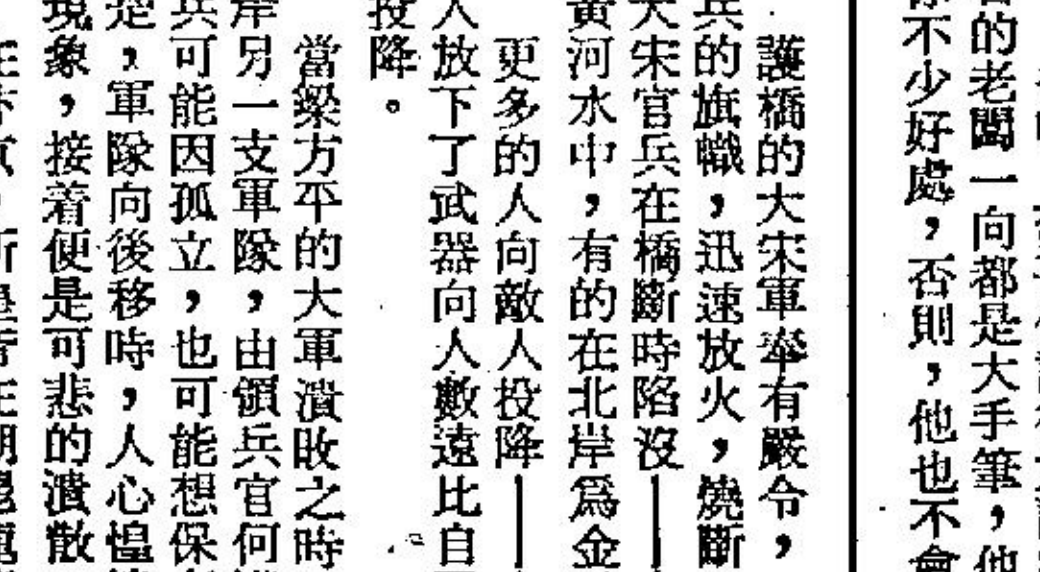 的老闆一向都是大手筆，他
不少好處，否則，他也不會
護橋的大宋軍奉有嚴令，
兵的旗幟，迅速放火，燒斷
大宋官兵在橋斷時陷沒—
黃河水中，有的在北岸爲金
更多的人向敵人投降—
人放下了武器向人數遠比自
投降。
當梁方平的大軍潰敗之時
岸另一支軍隊，由領兵官何
兵可能因孤立，也可能想保
，軍隊向後移時，人心惶
現象，接着便是可悲的潰散